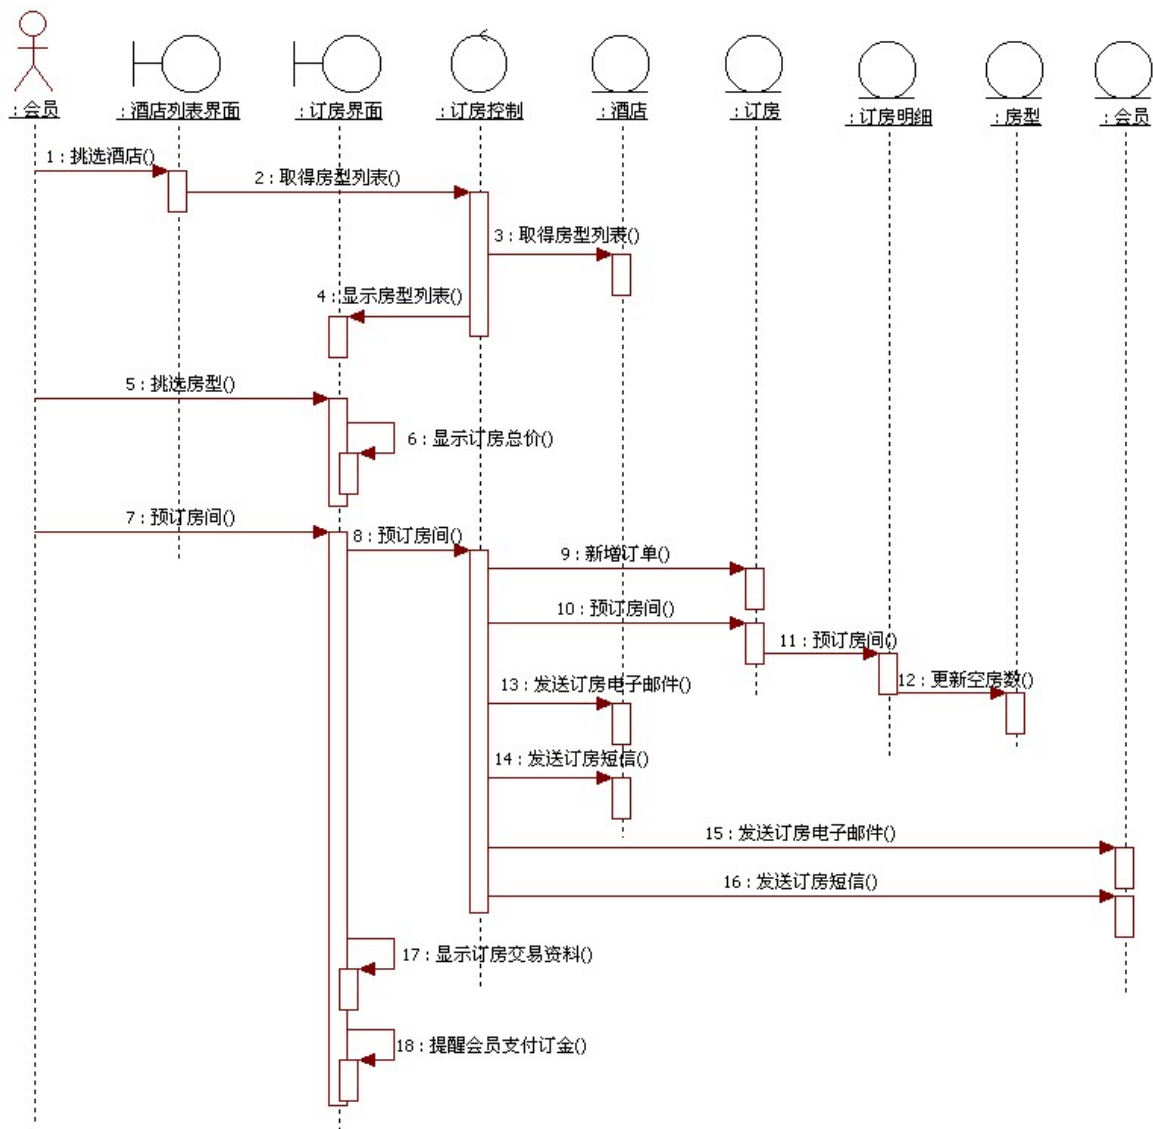 : 会员
: 酒店列表界面
: 订房界面
: 订房控制
: 酒店
: 订房
: 订房明细
: 房型
: 会员
1 : 挑选酒店()
2 : 取得房型列表()
3 : 取得房型列表()
4 : 显示房型列表()
5 : 挑选房型()
6 : 显示订房总价()
7 : 预订房间()
8 : 预订房间()
9 : 新增订单()
10 : 预订房间()
11 : 预订房间()
12 : 更新空房数()
13 : 发送订房电子邮件()
14 : 发送订房短信()
15 : 发送订房电子邮件()
16 : 发送订房短信()
17 : 显示订房交易资料()
18 : 提醒会员支付订金()